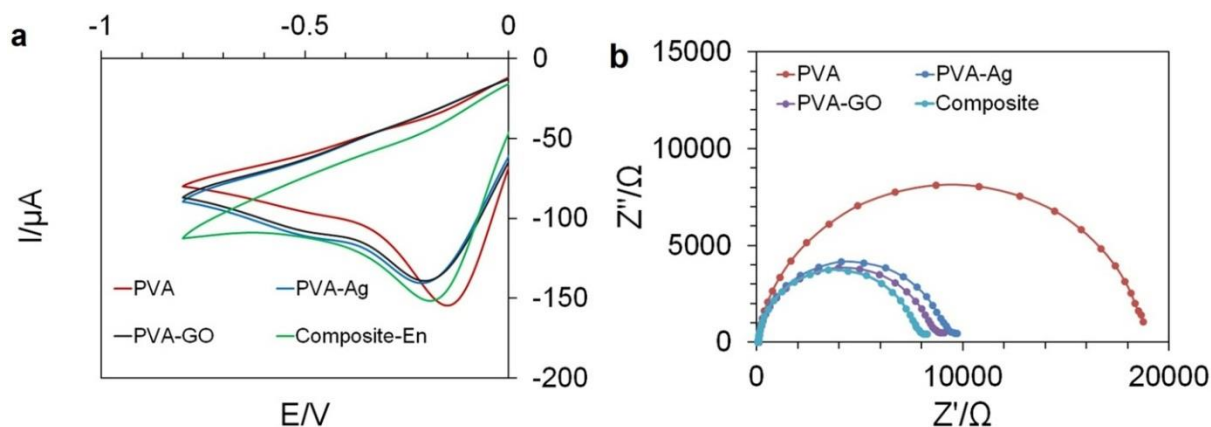 a
-1 -0.5 0
0
-50
-100
-150
-200
I/µA
PVA PVA-Ag
PVA-GO Composite-En
E/V
b
15000
10000
5000
0
Z"/Ω
PVA PVA-Ag
PVA-GO Composite
0 10000 20000
Z'/Ω